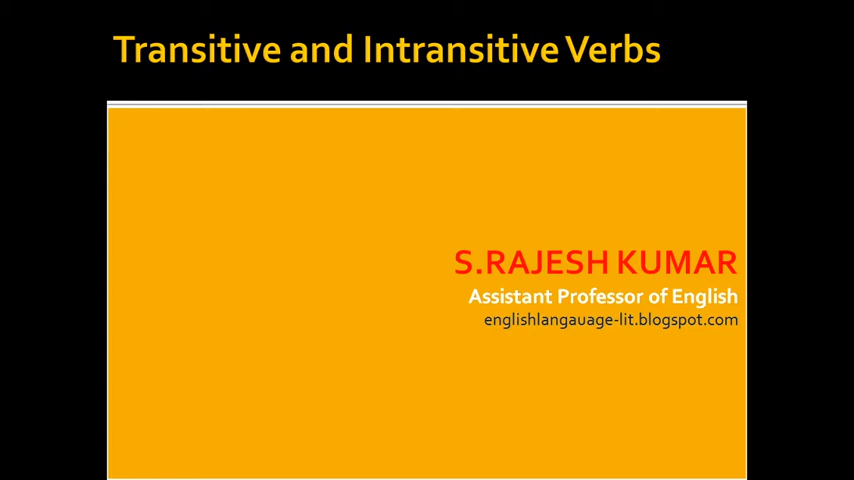 Transitive and Intransitive Verbs
S.RAJESH KUMAR
Assistant Professor of English
englishlangauage-lit.blogspot.com